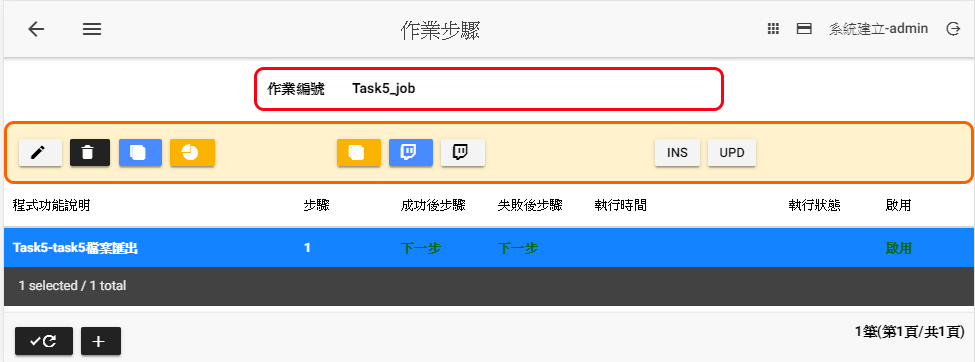 作業步驟 系統建立-admin
作業編號 Task5_job
INS UPD
程式功能說明 步驟 成功後步驟 失敗後步驟 執行時間 執行狀態 啟用
Task5-task5檔案匯出 1 下一步 下一步 啟用
1 selected / 1 total
1筆(第1頁/共1頁)